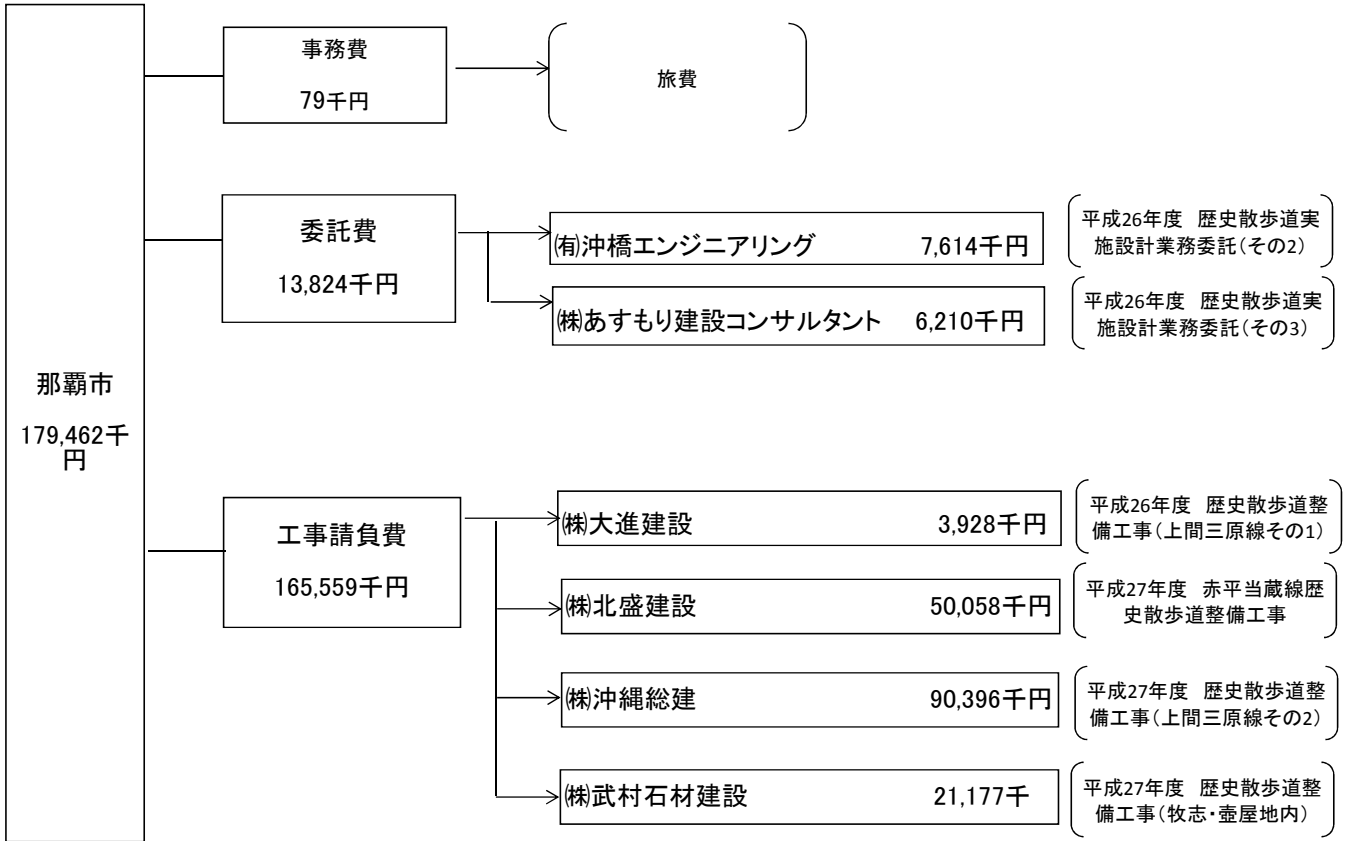 那覇市
179,462千
円
事務費
79千円
旅費
委託費
13,824千円
㈲沖橋エンジニアリング 7,614千円
平成26年度 歴史散歩道実
施設計業務委託(その2)
㈱あすもり建設コンサルタント 6,210千円
平成26年度 歴史散歩道実
施設計業務委託(その3)
工事請負費
165,559千円
㈱大進建設 3,928千円
平成26年度 歴史散歩道整
備工事(上間三原線その1)
㈱北盛建設 50,058千円
平成27年度 赤平当蔵線歴
史散歩道整備工事
㈱沖縄総建 90,396千円
平成27年度 歴史散歩道整
備工事(上間三原線その2)
㈱武村石材建設 21,177千
平成27年度 歴史散歩道整
備工事(牧志・壺屋地内)